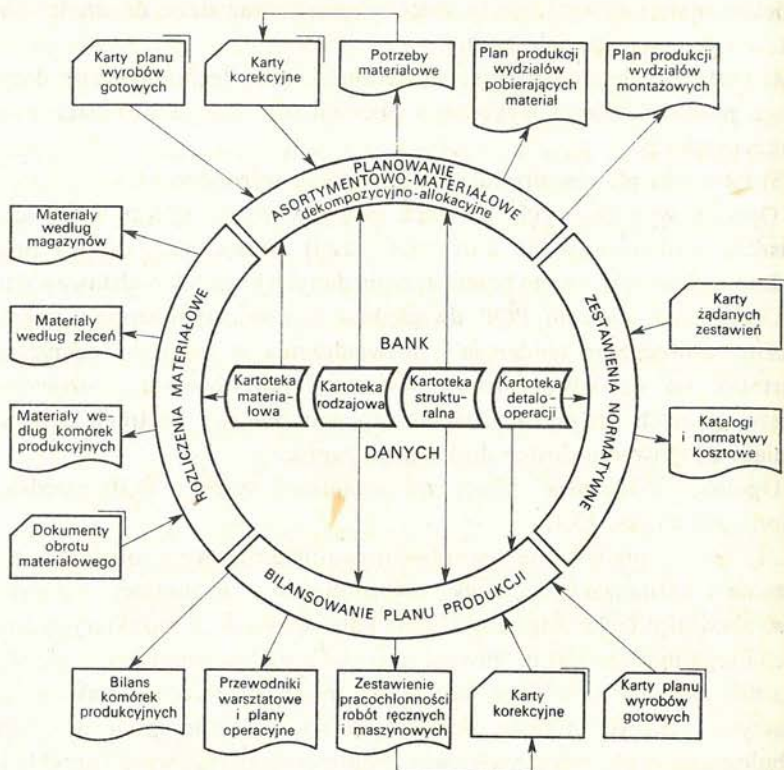 Karty planu
wyrobów
gotowych
Karty
korekcyjne
Potrzeby
materiałowe
Plan produkcji
wydziałów
pobierających
materiał
Plan produkcji
wydziałów
montażowych
PLANOWANIE
ASORTYMENTOWO-MATERIAŁOWE
dekompozycyjno-allokacyjne
Materiały
według
magazynów
Materiały
według zleceń
Materiały we-
dług komórek
produkcyjnych
Dokumenty
obrotu
materiałowego
ROZLICZENIA MATERIAŁOWE
BANK
Kartoteka
materia-
łowa
Kartoteka
rodzajowa
Kartoteka
struktu-
ralna
Kartoteka
detalo-
operacji
DANYCH
ZESTAWIENIA NORMATYWNE
Karty
żądanych
zestawień
Katalogi
i normatywy
kosztowe
BILANSOWANIE PLANU PRODUKCJI
Bilans
komórek
produkcyjnych
Przewodniki
warsztatowe
i plany
operacyjne
Zestawienie
pracochłonności
robót ręcznych
i maszynowych
Karty
korekcyjne
Karty planu
wyrobów
gotowych